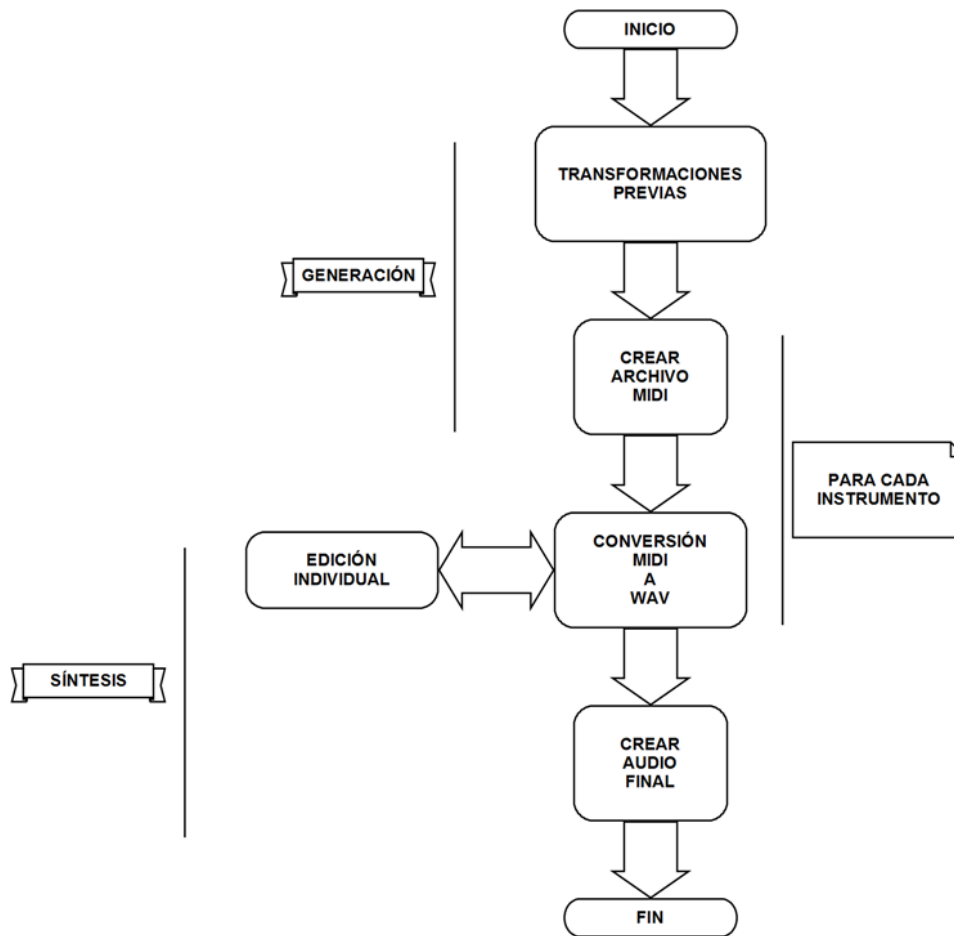 INICIO
TRANSFORMACIONES
PREVIAS
GENERACIÓN
CREAR
ARCHIVO
MIDI
PARA CADA
INSTRUMENTO
EDICIÓN
INDIVIDUAL
CONVERSIÓN
MIDI
A
WAV
SÍNTESIS
CREAR
AUDIO
FINAL
FIN